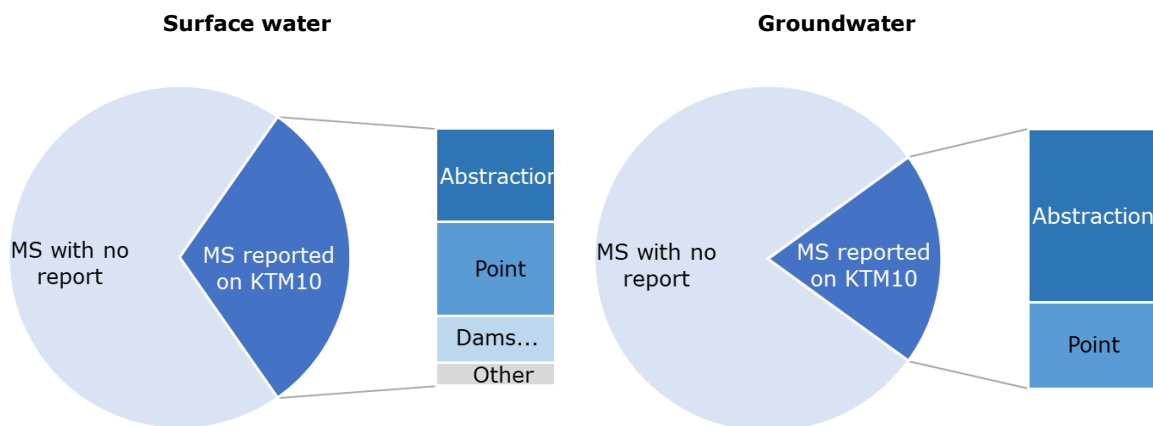 Surface water
MS with no
report
MS reported
on KTM10
Abstraction
Point
Dams…
Other
Groundwater
MS with no
report
MS reported
on KTM10
Abstraction
Point